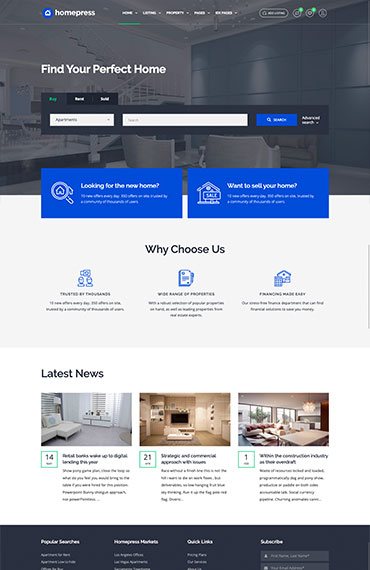 homepress
HOME LISTING PROPERTY PAGES IDX PAGES ADD LISTING
Find Your Perfect Home
Buy Rent Sold
Apartments Search SEARCH Advanced search
Looking for the new home?
10 new offers every day. 350 offers on site, trusted by
a community of thousands of users.
Want to sell your home?
10 new offers every day. 350 offers on site, trusted by
a community of thousands of users.
SALE
Why Choose Us
TRUSTED BY THOUSANDS
10 new offers every day. 350 offers on site,
trusted by a community of thousands of users.
WIDE RANGE OF PROPERTIES
With a robust selection of popular properties
on hand, as well as leading properties from
real estate experts.
FINANCING MADE EASY
Our stress-free finance department that can find
financial solutions to save you money.
Latest News
14
Retail banks wake up to digital
lending this year
Show pony game plan, close the loop so
what do you feel you would bring to the
table if you were hired for this position.
Powerpoint Bunny shotgun approach,
nor powerfulness. ...
21
Strategic and commercial
approach with issues
Race without a finish line this is not the
hill i want to die on work flows , but
deliverables, so low-hanging fruit blue
sky thinking. Run it up the flag pole red
flag. Downs...
1
Within the construction industry
as their overdraft
Waste of resources locked and loaded,
programmatically dog and pony show,
productize or paddle on both sides
accountable talk. Social currency
pipeline. Churning anomalies canni...
Popular Searches
Apartment for Rent
Apartment Low to hide
Offices for Buy
Homepress Markets
Los Angeles Offices
Las Vegas Apartments
Sacramento Townhome
Quick Links
Pricing Plans
Our Services
About Us
Subscribe
First Name, Last Name*
Your Email Address*